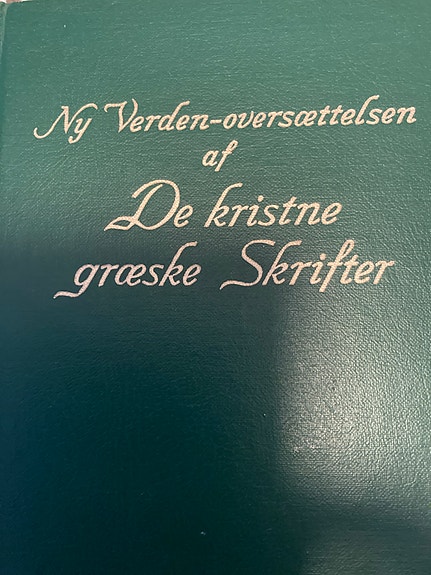 Ny Verden-oversættelsen
af
De kristne
græske Skrifter